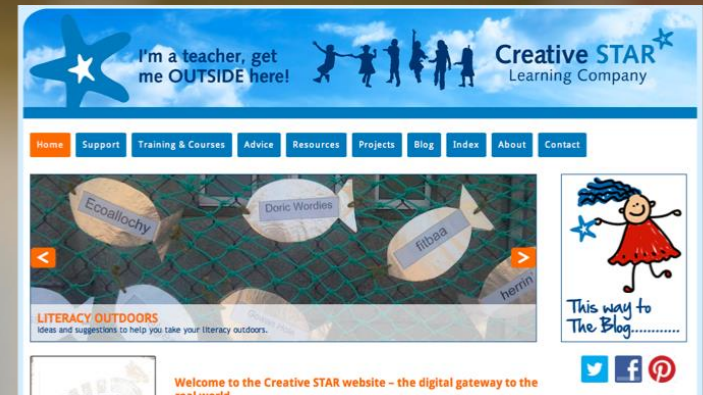 I'm a teacher, get
me OUTSIDE here!
Creative STAR
Learning Company
Home Support Training & Courses Advice Resources Projects Blog Index About Contact
Ecoallochy
Doric Wordies
fitbaa
herrin'
LITERACY OUTDOORS
Ideas and suggestions to help you take your literacy outdoors.
This way to
The Blog............
Welcome to the Creative STAR website – the digital gateway to the
real world